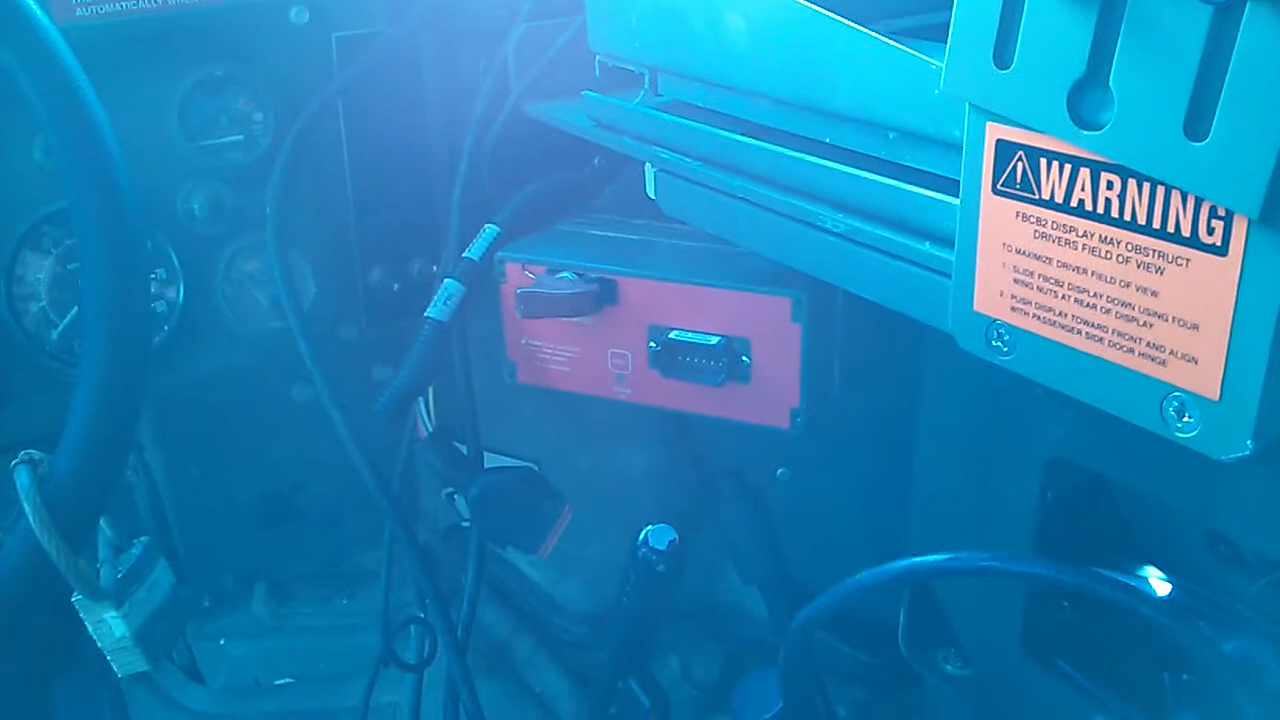 AUTOMATICALLY WHEN
WARNING
FBCB2 DISPLAY MAY OBSTRUCT
DRIVERS FIELD OF VIEW
TO MAXIMIZE DRIVER FIELD OF VIEW:
1. SLIDE FBCB2 DISPLAY DOWN USING FOUR
WING NUTS AT REAR OF DISPLAY
2. PUSH DISPLAY TOWARD FRONT AND ALIGN
WITH PASSENGER SIDE DOOR HINGE